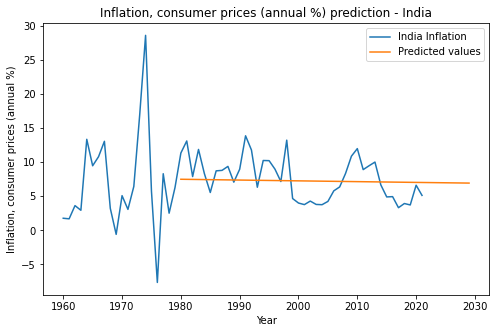 Inflation, consumer prices (annual %) prediction - India
India Inflation
Predicted values
Inflation, consumer prices (annual %)
30
25
20
15
10
5
0
−5
1960 1970 1980 1990 2000 2010 2020 2030
Year